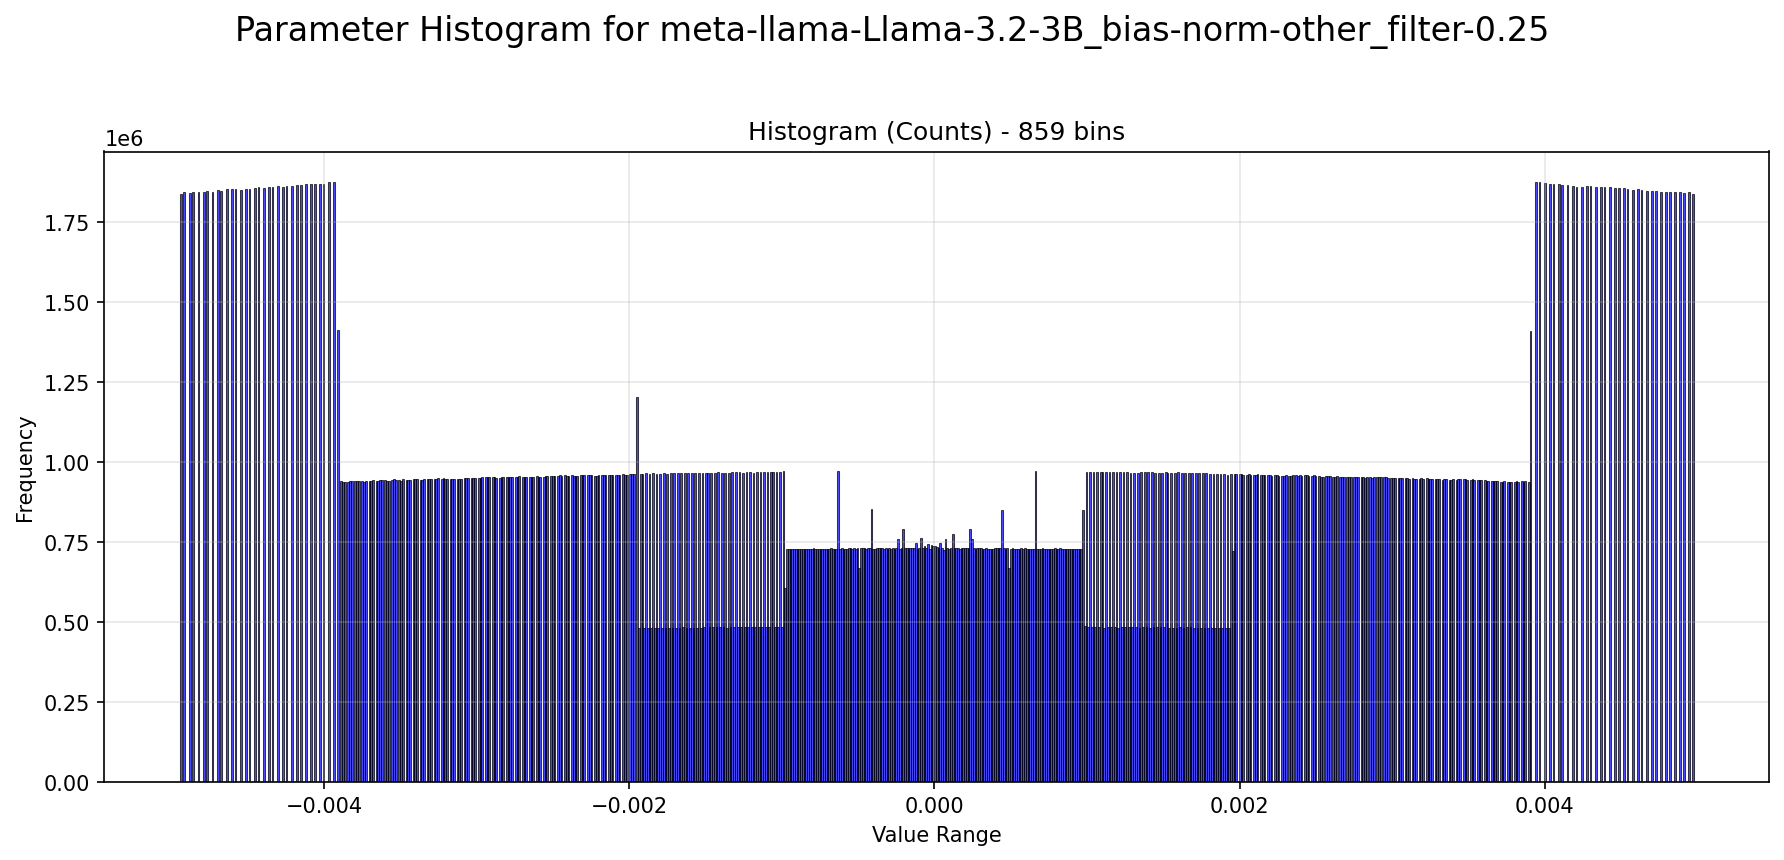 Parameter Histogram for meta-llama-Llama-3.2-3B_bias-norm-other_filter-0.25
Histogram (Counts) - 859 bins
1e6
1.75
1.50
1.25
1.00
0.75
0.50
0.25
0.00
Frequency
−0.004
−0.002
0.000
0.002
0.004
Value Range